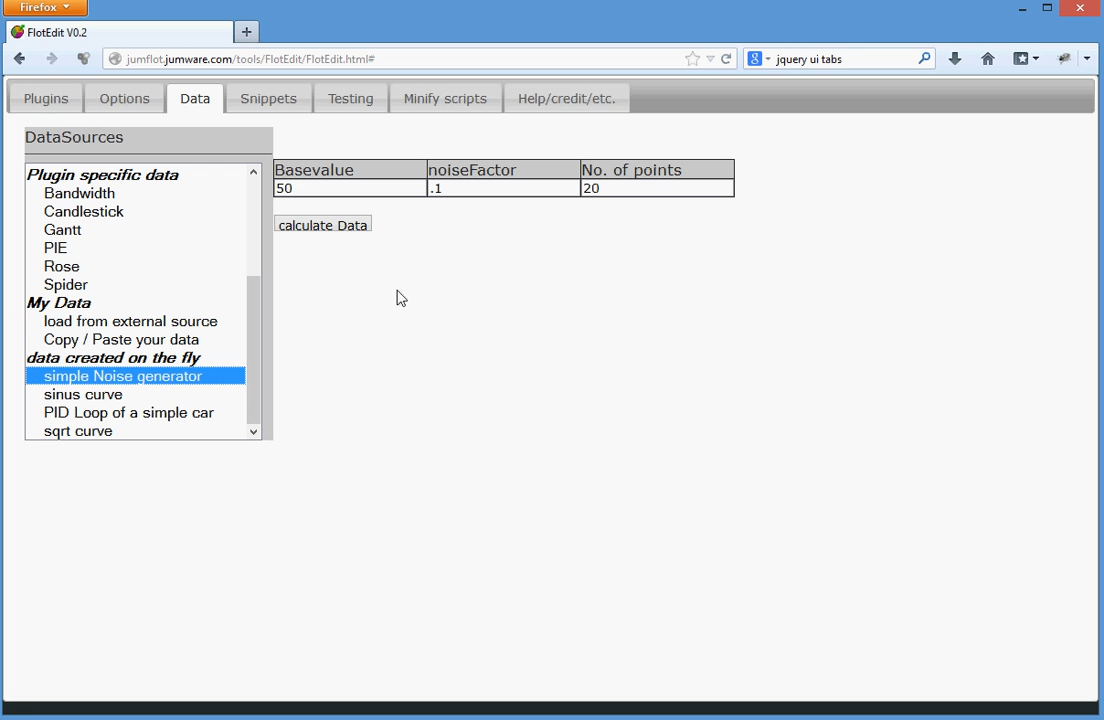 Firefox
FlotEdit V0.2
jumflot.jumware.com/tools/FlotEdit/FlotEdit.html#
jquery ui tabs
Plugins
Options
Data
Snippets
Testing
Minify scripts
Help/credit/etc.
DataSources
Plugin specific data
Bandwidth
Candlestick
Gantt
PIE
Rose
Spider
My Data
load from external source
Copy / Paste your data
data created on the fly
simple Noise generator
sinus curve
PID Loop of a simple car
sqrt curve
Basevalue noiseFactor No. of points
50 .1 20
calculate Data